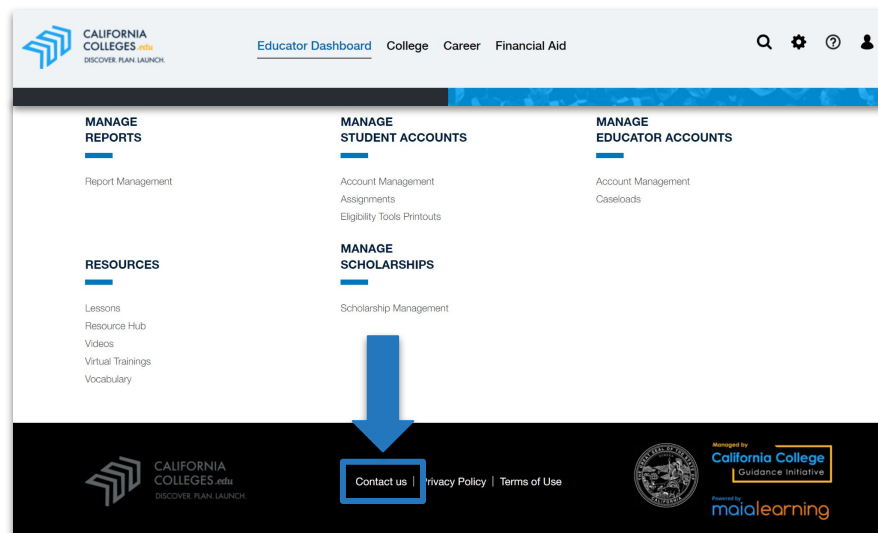 CALIFORNIA
COLLEGES.edu
DISCOVER. PLAN. LAUNCH.
Educator Dashboard College Career Financial Aid
MANAGE
REPORTS
Report Management
MANAGE
STUDENT ACCOUNTS
Account Management
Assignments
Eligibility Tools Printouts
MANAGE
EDUCATOR ACCOUNTS
Account Management
Caseloads
RESOURCES
Lessons
Resource Hub
Videos
Virtual Trainings
Vocabulary
MANAGE
SCHOLARSHIPS
Scholarship Management
CALIFORNIA
COLLEGES.edu
DISCOVER. PLAN. LAUNCH.
Contact us | Privacy Policy | Terms of Use
Managed by
California College
Guidance Initiative
Powered by
maialearning